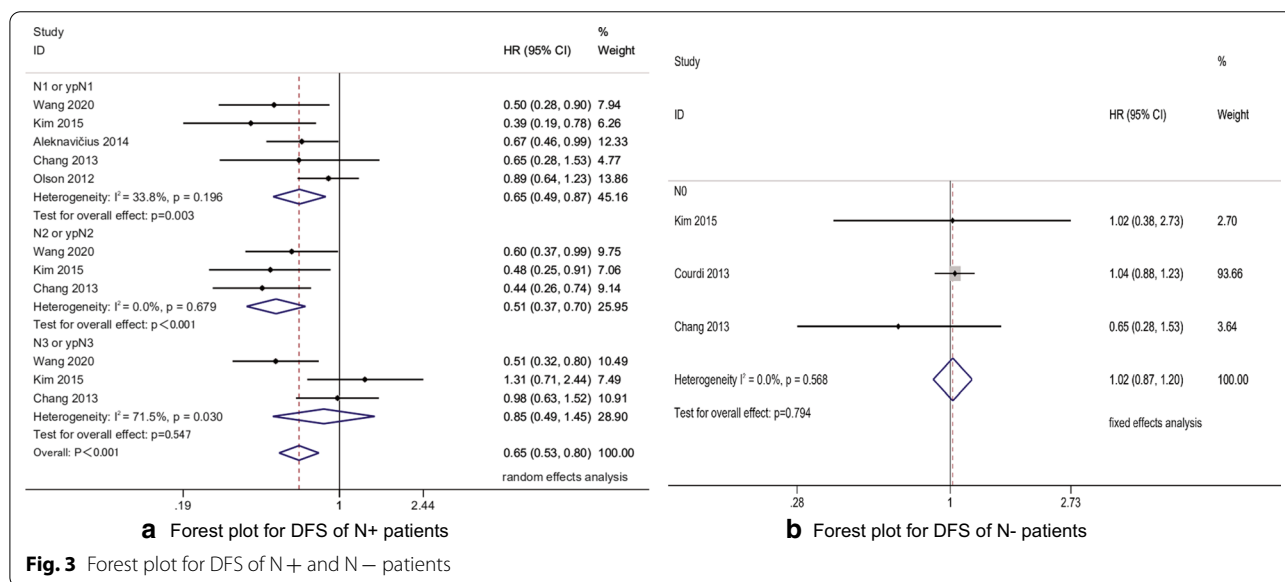 Study %
ID HR (95% CI) Weight
N1 or ypN1
Wang 2020 0.50 (0.28, 0.90) 7.94
Kim 2015 0.39 (0.19, 0.78) 6.26
Aleknavičius 2014 0.67 (0.46, 0.99) 12.33
Chang 2013 0.65 (0.28, 1.53) 4.77
Olson 2012 0.89 (0.64, 1.23) 13.86
Heterogeneity: I² = 33.8%, p = 0.196 0.65 (0.49, 0.87) 45.16
Test for overall effect: p=0.003
N2 or ypN2
Wang 2020 0.60 (0.37, 0.99) 9.75
Kim 2015 0.48 (0.25, 0.91) 7.06
Chang 2013 0.44 (0.26, 0.74) 9.14
Heterogeneity: I² = 0.0%, p = 0.679 0.51 (0.37, 0.70) 25.95
Test for overall effect: p<0.001
N3 or ypN3
Wang 2020 0.51 (0.32, 0.80) 10.49
Kim 2015 1.31 (0.71, 2.44) 7.49
Chang 2013 0.98 (0.63, 1.52) 10.91
Heterogeneity: I² = 71.5%, p = 0.030 0.85 (0.49, 1.45) 28.90
Test for overall effect: p=0.547
Overall: P<0.001 0.65 (0.53, 0.80) 100.00
random effects analysis
.19 1 2.44
a Forest plot for DFS of N+ patients
Study %
ID HR (95% CI) Weight
N0
Kim 2015 1.02 (0.38, 2.73) 2.70
Courdi 2013 1.04 (0.88, 1.23) 93.66
Chang 2013 0.65 (0.28, 1.53) 3.64
Heterogeneity I² = 0.0%, p = 0.568 1.02 (0.87, 1.20) 100.00
Test for overall effect: p=0.794
fixed effects analysis
.28 1 2.73
b Forest plot for DFS of N- patients
Fig. 3 Forest plot for DFS of N + and N − patients